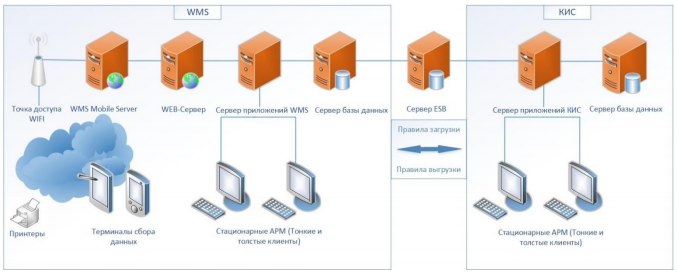 WMS
КИС
Точка доступа
WIFI
WMS Mobile Server
WEB-Сервер
Сервер приложений WMS
Сервер базы данных
Сервер ESB
Сервер приложений КИС
Сервер базы данных
Правила загрузки
Правила выгрузки
Принтеры
Терминалы сбора
данных
Стационарные АРМ (Тонкие и
толстые клиенты)
Стационарные АРМ (Тонкие и
толстые клиенты)